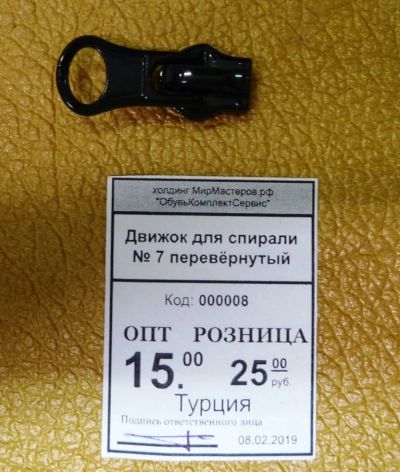 холдинг МирМастеров.рф
"ОбувьКомплектСервис"
Движок для спирали
№ 7 перевёрнутый
Код: 000008
ОПТ РОЗНИЦА
15.00 25 00 руб.
Турция
Подпись ответственного лица
08.02.2019